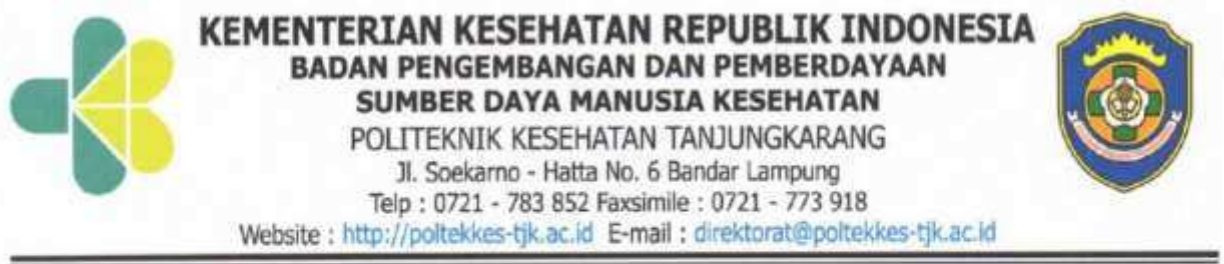 KEMENTERIAN KESEHATAN REPUBLIK INDONESIA
BADAN PENGEMBANGAN DAN PEMBERDAYAAN
SUMBER DAYA MANUSIA KESEHATAN
POLITEKNIK KESEHATAN TANJUNGKARANG
Jl. Soekarno - Hatta No. 6 Bandar Lampung
Telp : 0721 - 783 852 Faxsimile : 0721 - 773 918
Website : http://poltekkes-tjk.ac.id E-mail : direktorat@poltekkes-tjk.ac.id